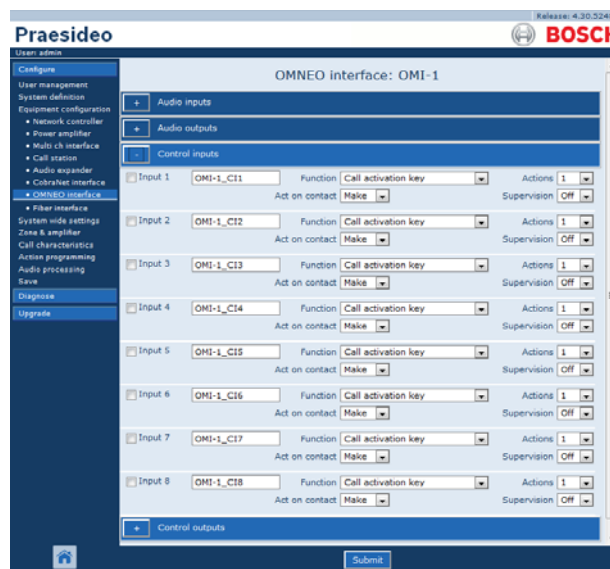 Release: 4.30.524
Praesideo
BOSCH
User: admin
Configure
User management
System definition
Equipment configuration
• Network controller
• Power amplifier
• Multi ch interface
• Call station
• Audio expander
• CobraNet interface
• OMNEO interface
• Fiber interface
System wide settings
Zone & amplifier
Call characteristics
Action programming
Audio processing
Save
Diagnose
Upgrade
OMNEO interface: OMI-1
+ Audio inputs
+ Audio outputs
- Control inputs
Input 1 OMI-1_CI1 Function Call activation key Actions 1
Act on contact Make Supervision Off
Input 2 OMI-1_CI2 Function Call activation key Actions 1
Act on contact Make Supervision Off
Input 3 OMI-1_CI3 Function Call activation key Actions 1
Act on contact Make Supervision Off
Input 4 OMI-1_CI4 Function Call activation key Actions 1
Act on contact Make Supervision Off
Input 5 OMI-1_CI5 Function Call activation key Actions 1
Act on contact Make Supervision Off
Input 6 OMI-1_CI6 Function Call activation key Actions 1
Act on contact Make Supervision Off
Input 7 OMI-1_CI7 Function Call activation key Actions 1
Act on contact Make Supervision Off
Input 8 OMI-1_CI8 Function Call activation key Actions 1
Act on contact Make Supervision Off
+ Control outputs
Submit